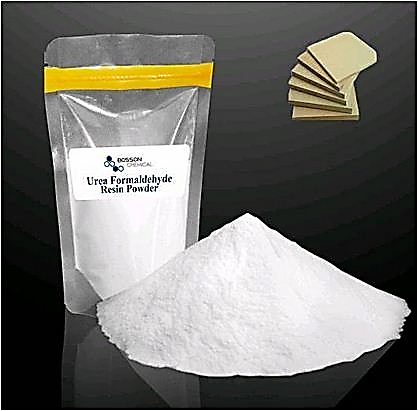 BOSSON
CHEMICAL
Urea Formaldehyde
Resin Powder